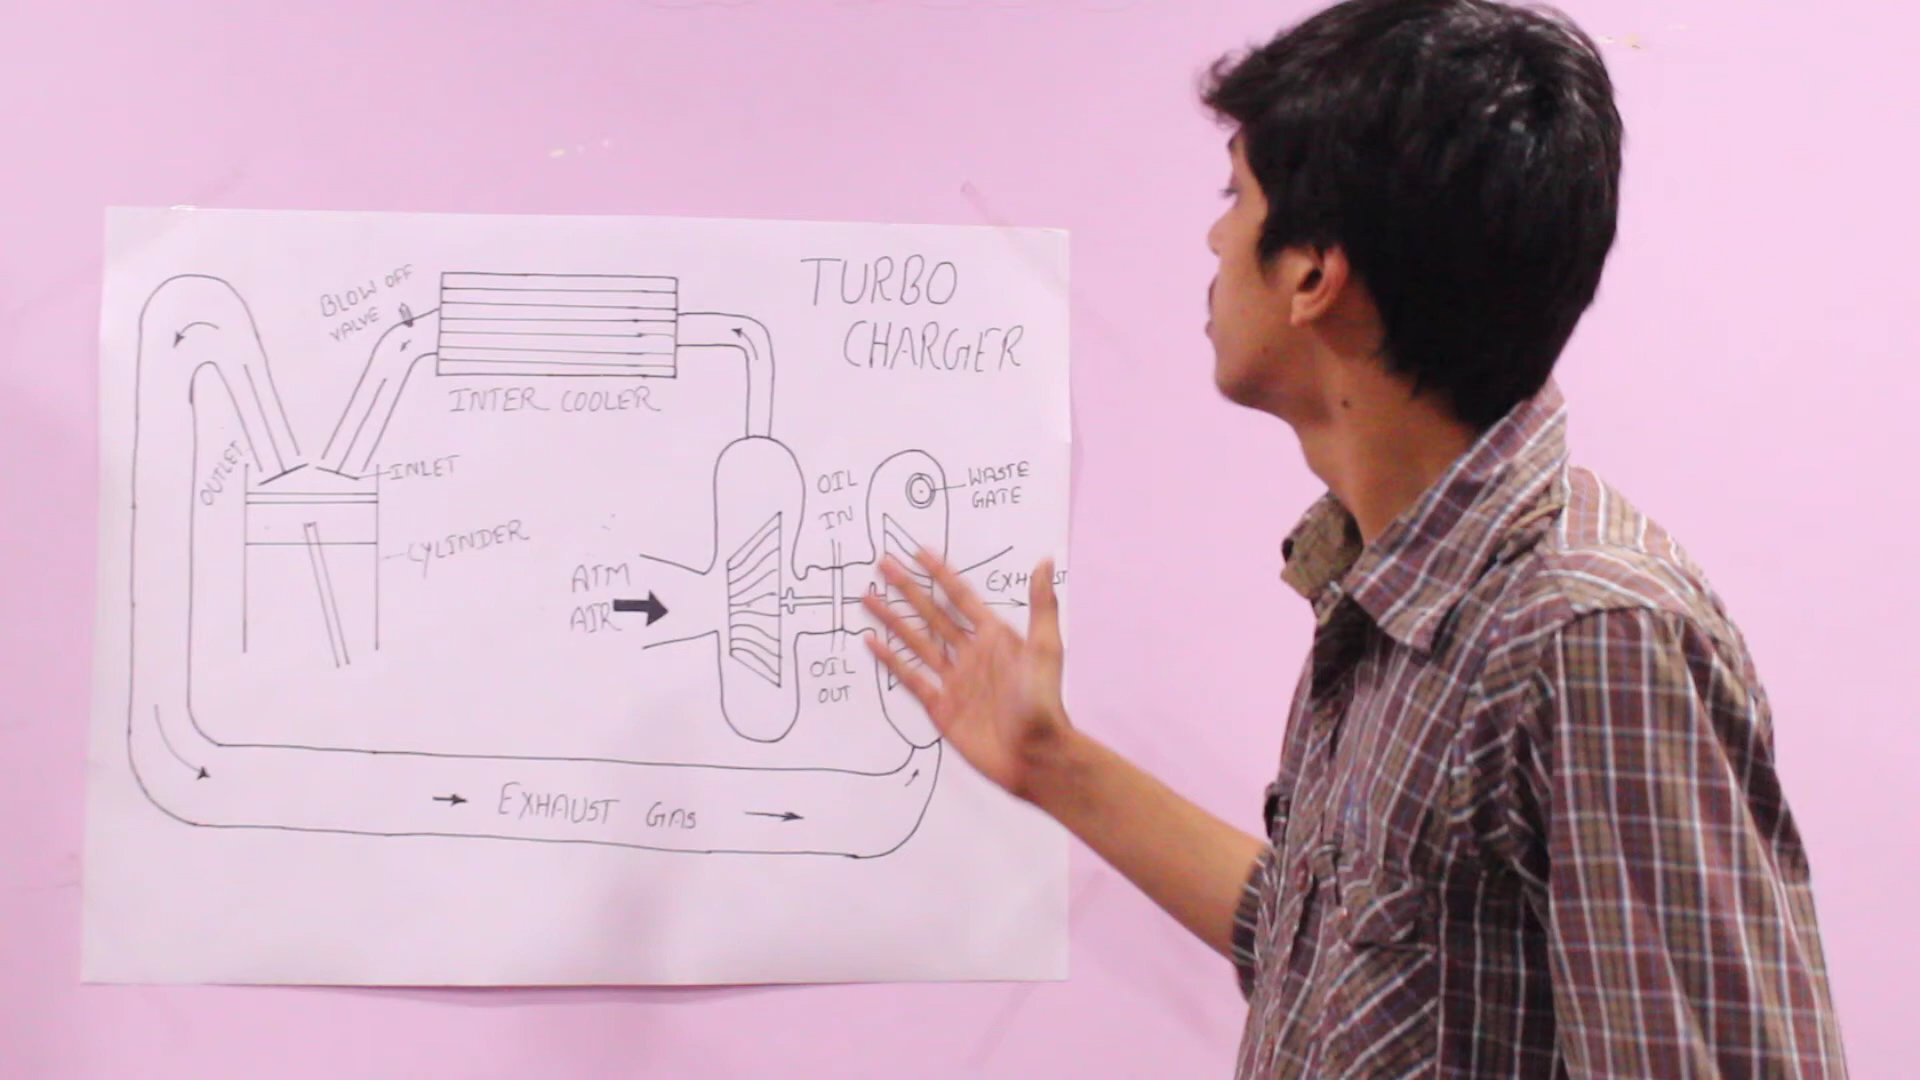 TURBO
CHARGER
BLOW OFF
VALVE
INTER COOLER
OUTLET
INLET
CYLINDER
OIL
IN
WASTE
GATE
ATM
AIR
OIL
OUT
EXHAUST GAS